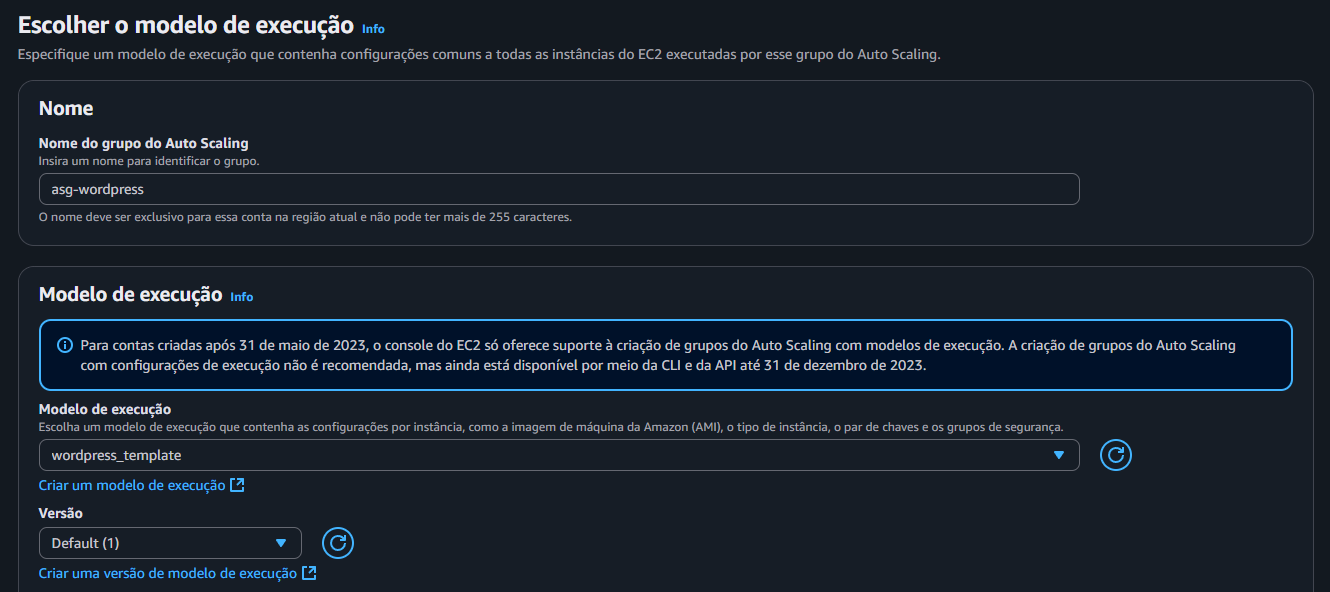 Escolher o modelo de execução Info
Especifique um modelo de execução que contenha configurações comuns a todas as instâncias do EC2 executadas por esse grupo do Auto Scaling.
Nome
Nome do grupo do Auto Scaling
Insira um nome para identificar o grupo.
asg-wordpress
O nome deve ser exclusivo para essa conta na região atual e não pode ter mais de 255 caracteres.
Modelo de execução Info
Para contas criadas após 31 de maio de 2023, o console do EC2 só oferece suporte à criação de grupos do Auto Scaling com modelos de execução. A criação de grupos do Auto Scaling
com configurações de execução não é recomendada, mas ainda está disponível por meio da CLI e da API até 31 de dezembro de 2023.
Modelo de execução
Escolha um modelo de execução que contenha as configurações por instância, como a imagem de máquina da Amazon (AMI), o tipo de instância, o par de chaves e os grupos de segurança.
wordpress_template
Criar um modelo de execução
Versão
Default (1)
Criar uma versão de modelo de execução